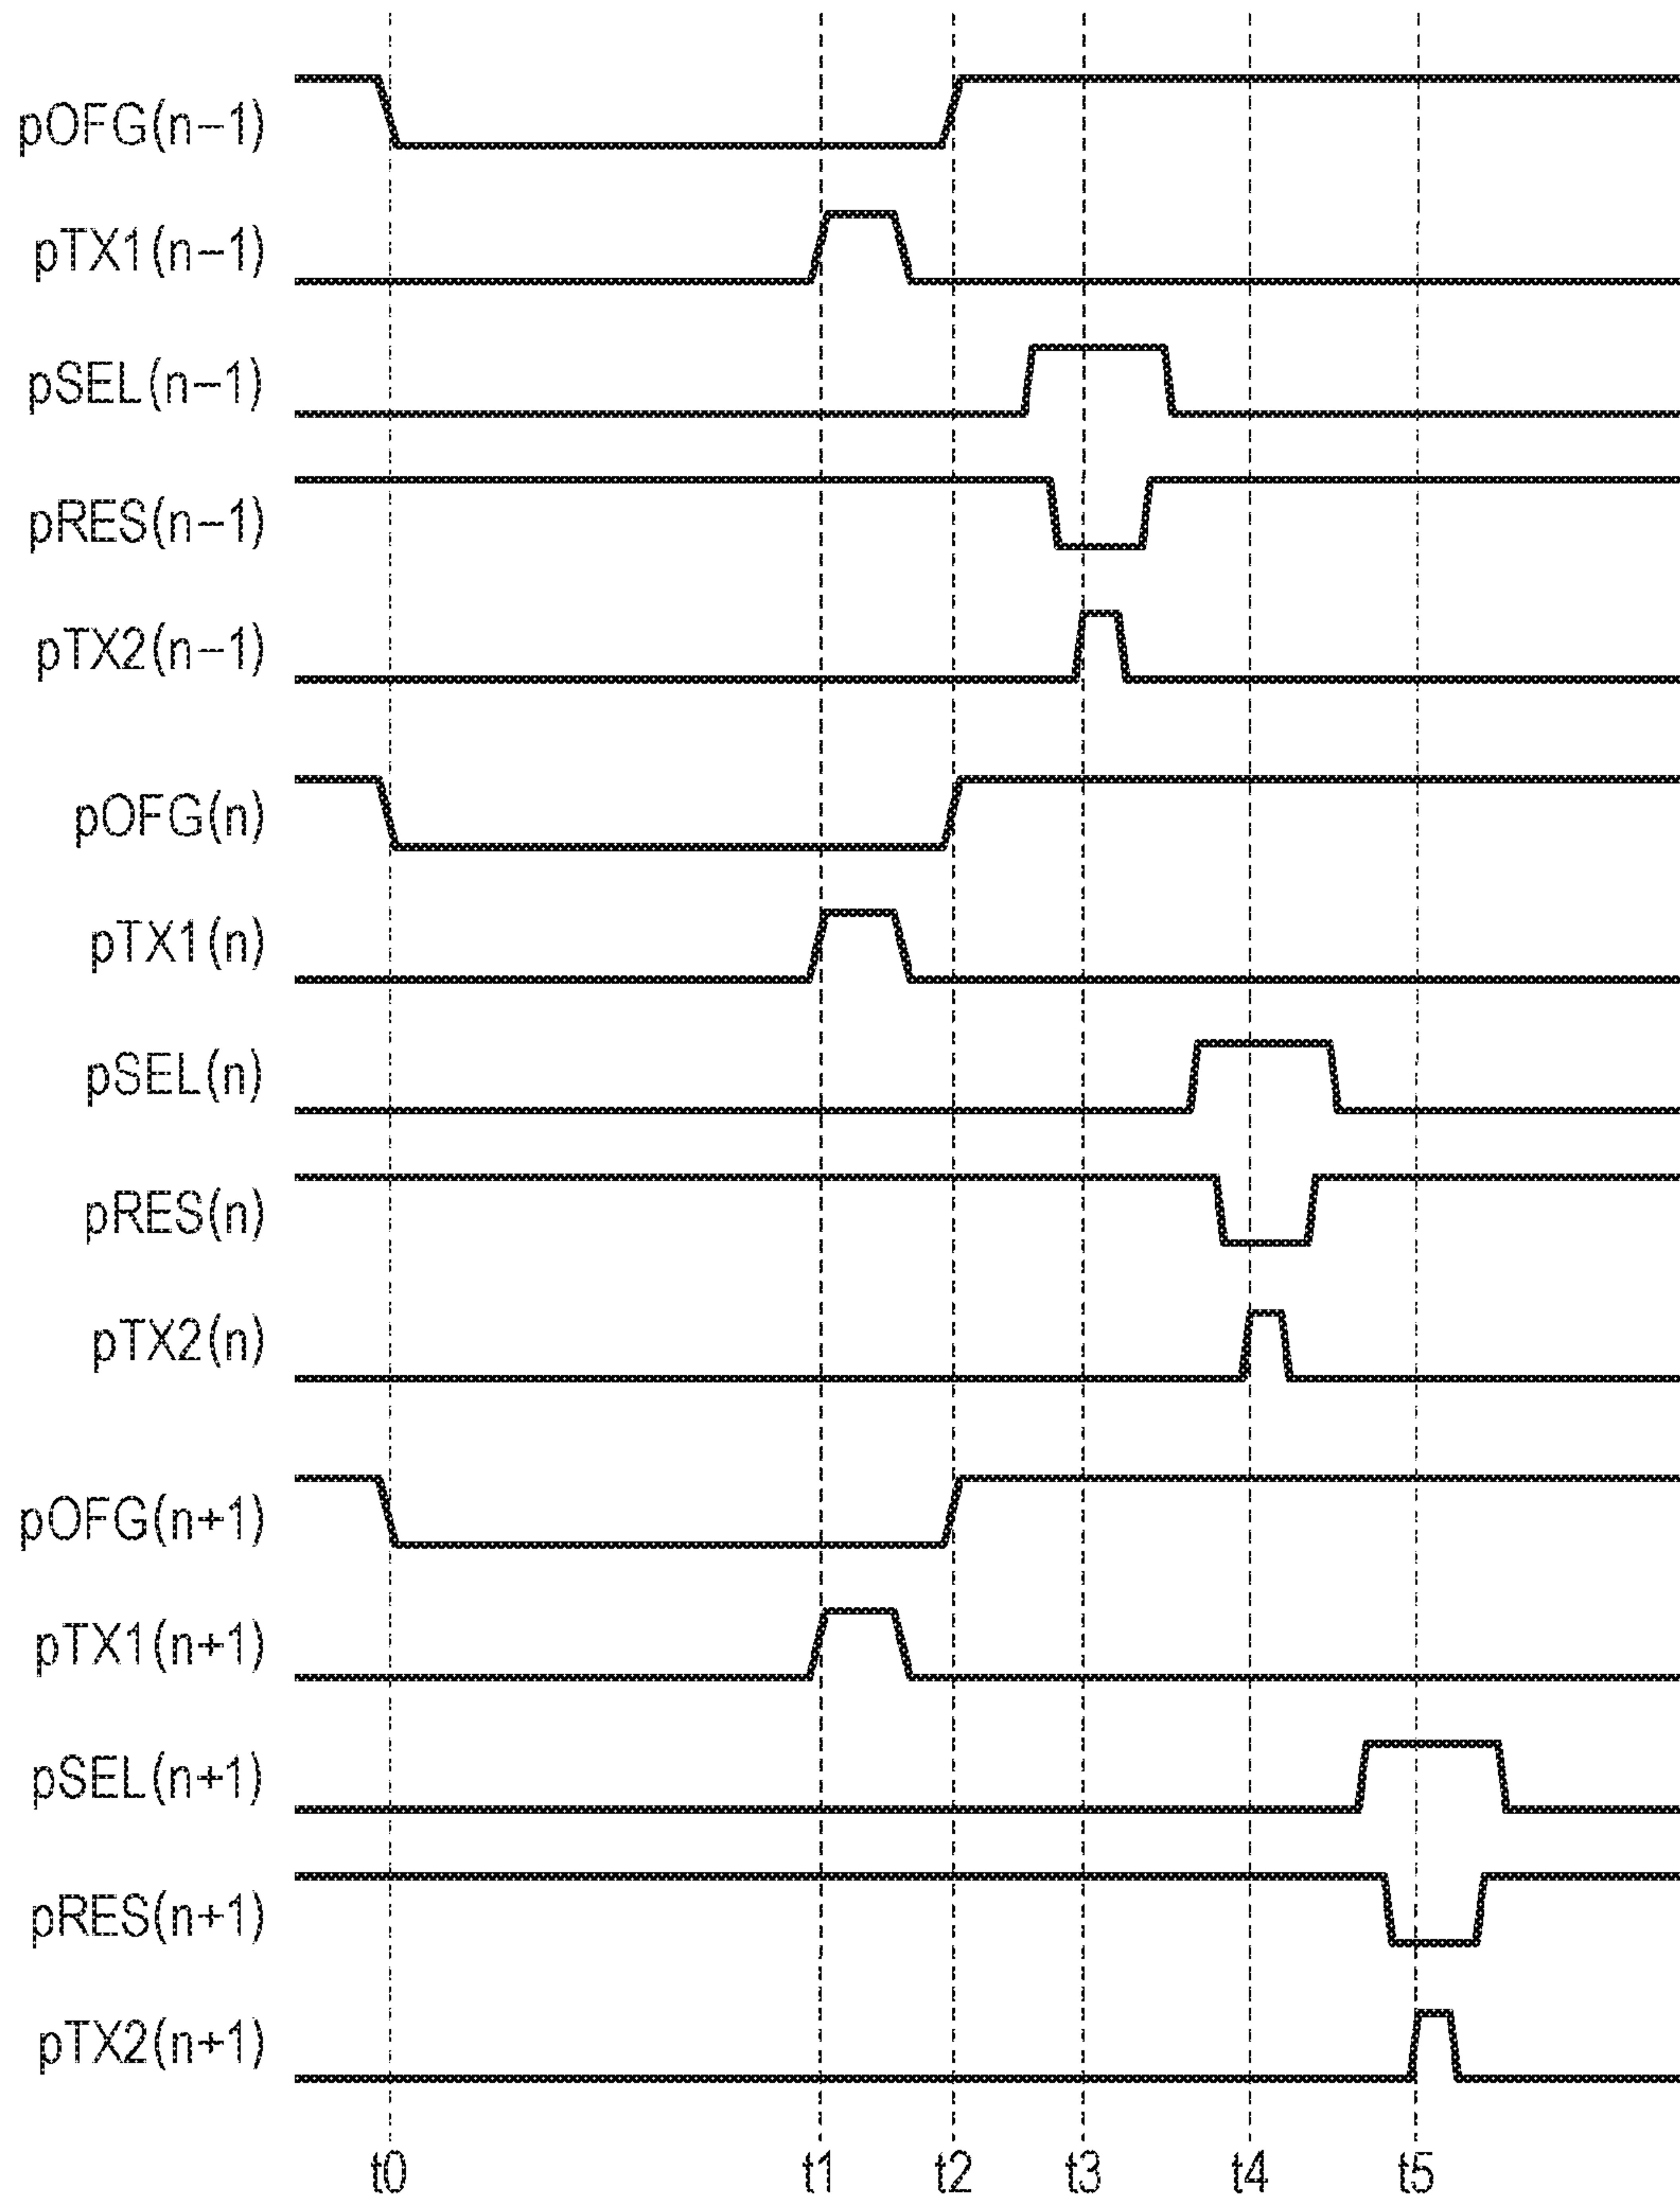 pOFG(n−1)
pTX1(n−1)
pSEL(n−1)
pRES(n−1)
pTX2(n−1)
pOFG(n)
pTX1(n)
pSEL(n)
pRES(n)
pTX2(n)
pOFG(n+1)
pTX1(n+1)
pSEL(n+1)
pRES(n+1)
pTX2(n+1)
t0 t1 t2 t3 t4 t5